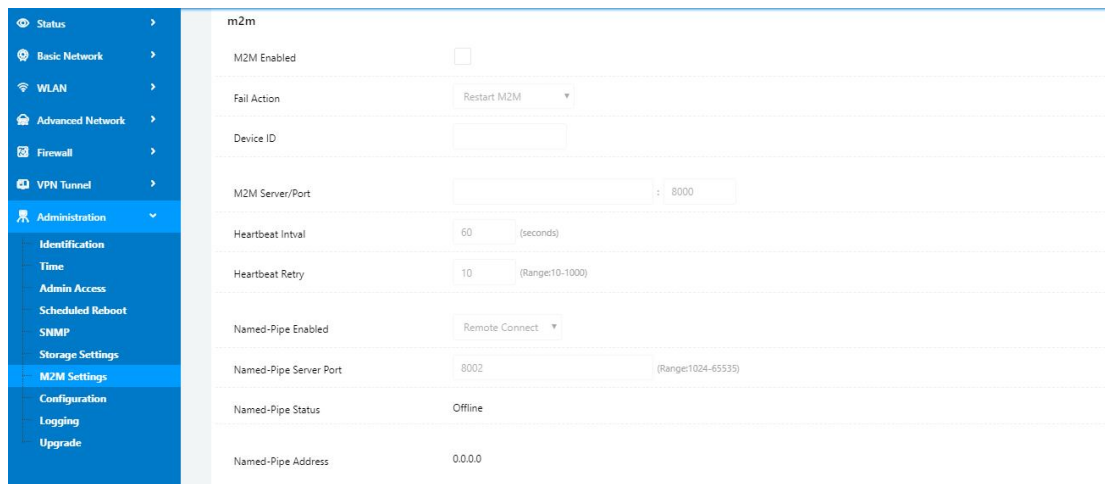 Status
Basic Network
WLAN
Advanced Network
Firewall
VPN Tunnel
Administration
Identification
Time
Admin Access
Scheduled Reboot
SNMP
Storage Settings
M2M Settings
Configuration
Logging
Upgrade
m2m
M2M Enabled
Fail Action Restart M2M
Device ID
M2M Server/Port : 8000
Heartbeat Intval 60 (seconds)
Heartbeat Retry 10 (Range:10-1000)
Named-Pipe Enabled Remote Connect
Named-Pipe Server Port 8002 (Range:1024-65535)
Named-Pipe Status Offline
Named-Pipe Address 0.0.0.0